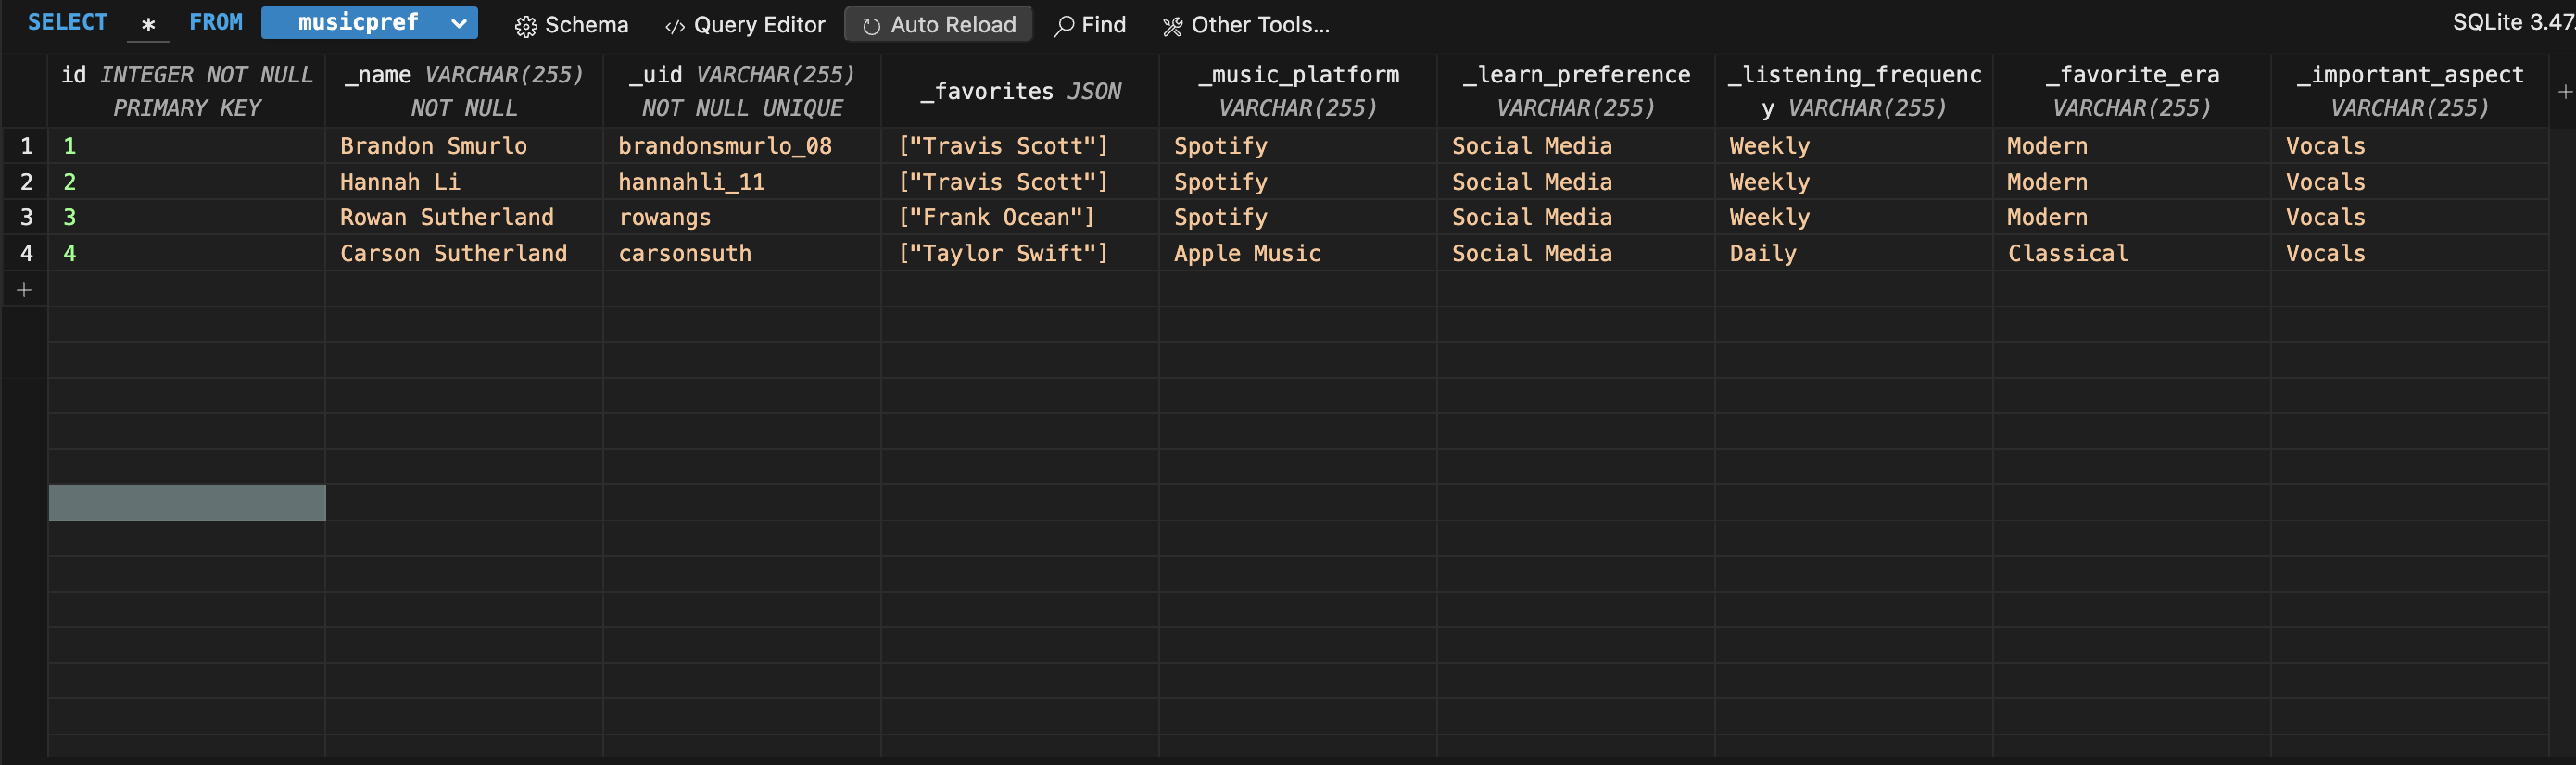 SELECT * FROM musicpref Schema </> Query Editor Auto Reload Find Other Tools... SQLite 3.47.
id INTEGER NOT NULL PRIMARY KEY
_name VARCHAR(255) NOT NULL
_uid VARCHAR(255) NOT NULL UNIQUE
_favorites JSON
_music_platform VARCHAR(255)
_learn_preference VARCHAR(255)
_listening_frequency VARCHAR(255)
_favorite_era VARCHAR(255)
_important_aspect VARCHAR(255)
+
1 1 Brandon Smurlo brandonsmurlo_08 ["Travis Scott"] Spotify Social Media Weekly Modern Vocals
2 2 Hannah Li hannahli_11 ["Travis Scott"] Spotify Social Media Weekly Modern Vocals
3 3 Rowan Sutherland rowangs ["Frank Ocean"] Spotify Social Media Weekly Modern Vocals
4 4 Carson Sutherland carsonsuth ["Taylor Swift"] Apple Music Social Media Daily Classical Vocals
+